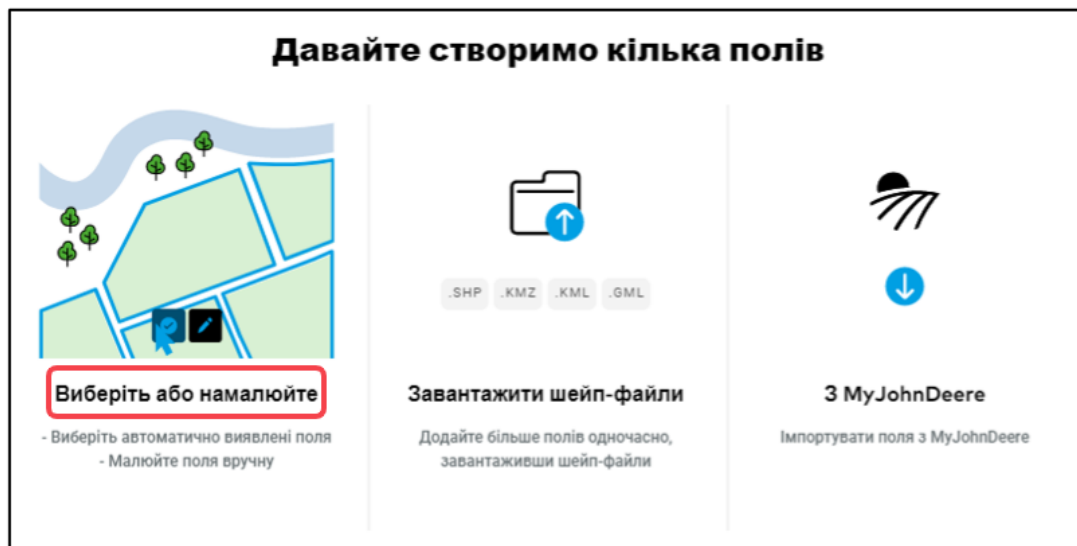 Давайте створимо кілька полів
Виберіть або намалюйте
- Виберіть автоматично виявлені поля
- Малюйте поля вручну
.SHP .KMZ .KML .GML
Завантажити шейп-файли
Додайте більше полів одночасно,
завантаживши шейп-файли
З MyJohnDeere
Імпортувати поля з MyJohnDeere